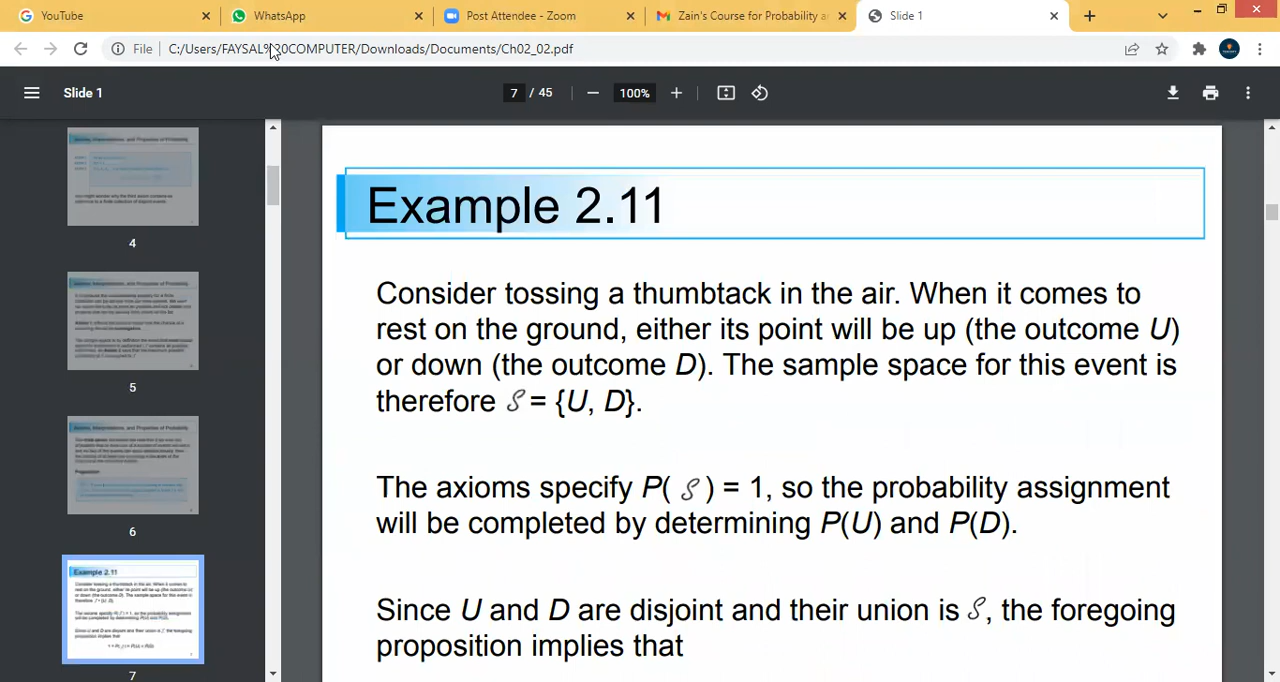 YouTube
WhatsApp
Post Attendee - Zoom
Zain's Course for Probability a
Slide 1
File
C:/Users/FAYSAL%20COMPUTER/Downloads/Documents/Ch02_02.pdf
Slide 1
7 / 45
100%
4
5
6
Example 2.11
7
Example 2.11
Consider tossing a thumbtack in the air. When it comes to
rest on the ground, either its point will be up (the outcome U)
or down (the outcome D). The sample space for this event is
therefore 𝒮 = {U, D}.
The axioms specify P( 𝒮 ) = 1, so the probability assignment
will be completed by determining P(U) and P(D).
Since U and D are disjoint and their union is 𝒮, the foregoing
proposition implies that